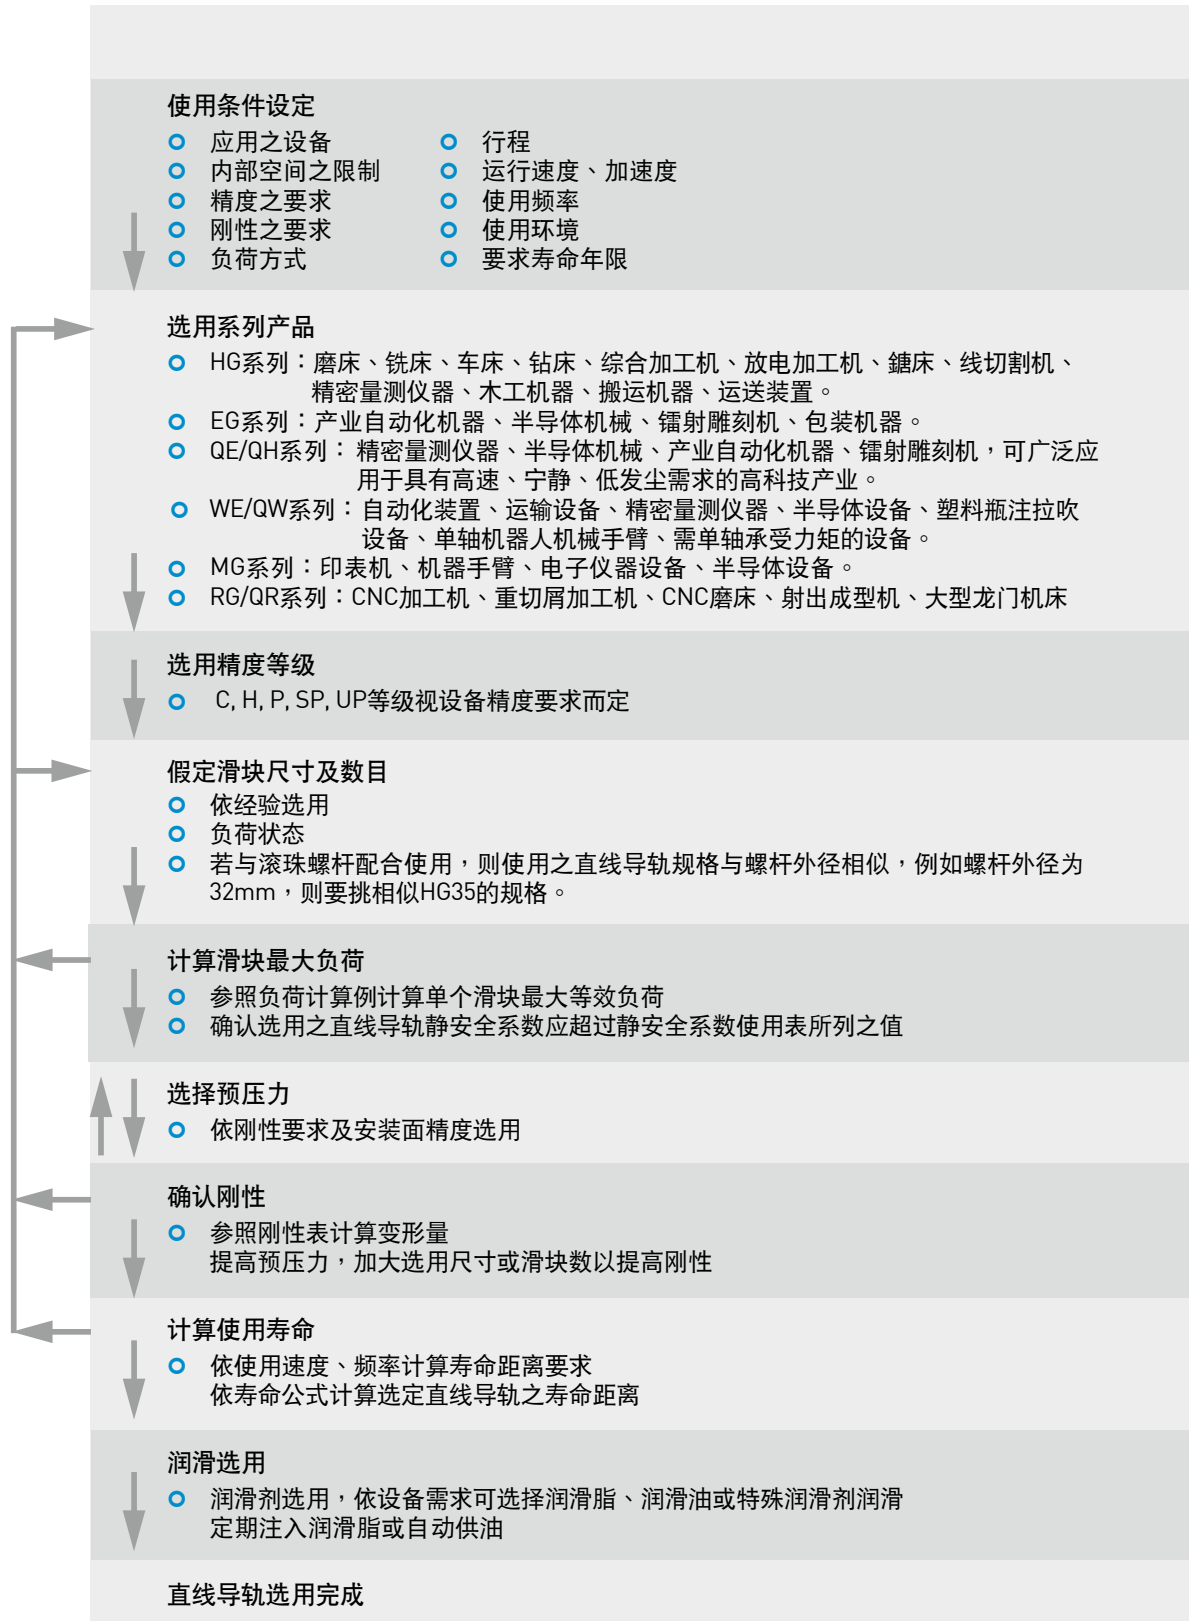 使用条件设定
应用之设备
内部空间之限制
精度之要求
刚性之要求
负荷方式
行程
运行速度、加速度
使用频率
使用环境
要求寿命年限
选用系列产品
HG系列：磨床、铣床、车床、钻床、综合加工机、放电加工机、鎕床、线切割机、
精密量测仪器、木工机器、搬运机器、运送装置。
EG系列：产业自动化机器、半导体机械、镭射雕刻机、包装机器。
QE/QH系列：精密量测仪器、半导体机械、产业自动化机器、镭射雕刻机，可广泛应
用于具有高速、宁静、低发尘需求的高科技产业。
WE/QW系列：自动化装置、运输设备、精密量测仪器、半导体设备、塑料瓶注拉吹
设备、单轴机器人机械手臂、需单轴承受力矩的设备。
MG系列：印表机、机器手臂、电子仪器设备、半导体设备。
RG/QR系列：CNC加工机、重切屑加工机、CNC磨床、射出成型机、大型龙门机床
选用精度等级
C, H, P, SP, UP等级视设备精度要求而定
假定滑块尺寸及数目
依经验选用
负荷状态
若与滚珠螺杆配合使用，则使用之直线导轨规格与螺杆外径相似，例如螺杆外径为
32mm，则要挑相似HG35的规格。
计算滑块最大负荷
参照负荷计算例计算单个滑块最大等效负荷
确认选用之直线导轨静安全系数应超过静安全系数使用表所列之值
选择预压力
依刚性要求及安装面精度选用
确认刚性
参照刚性表计算变形量
提高预压力，加大选用尺寸或滑块数以提高刚性
计算使用寿命
依使用速度、频率计算寿命距离要求
依寿命公式计算选定直线导轨之寿命距离
润滑选用
润滑剂选用，依设备需求可选择润滑脂、润滑油或特殊润滑剂润滑
定期注入润滑脂或自动供油
直线导轨选用完成